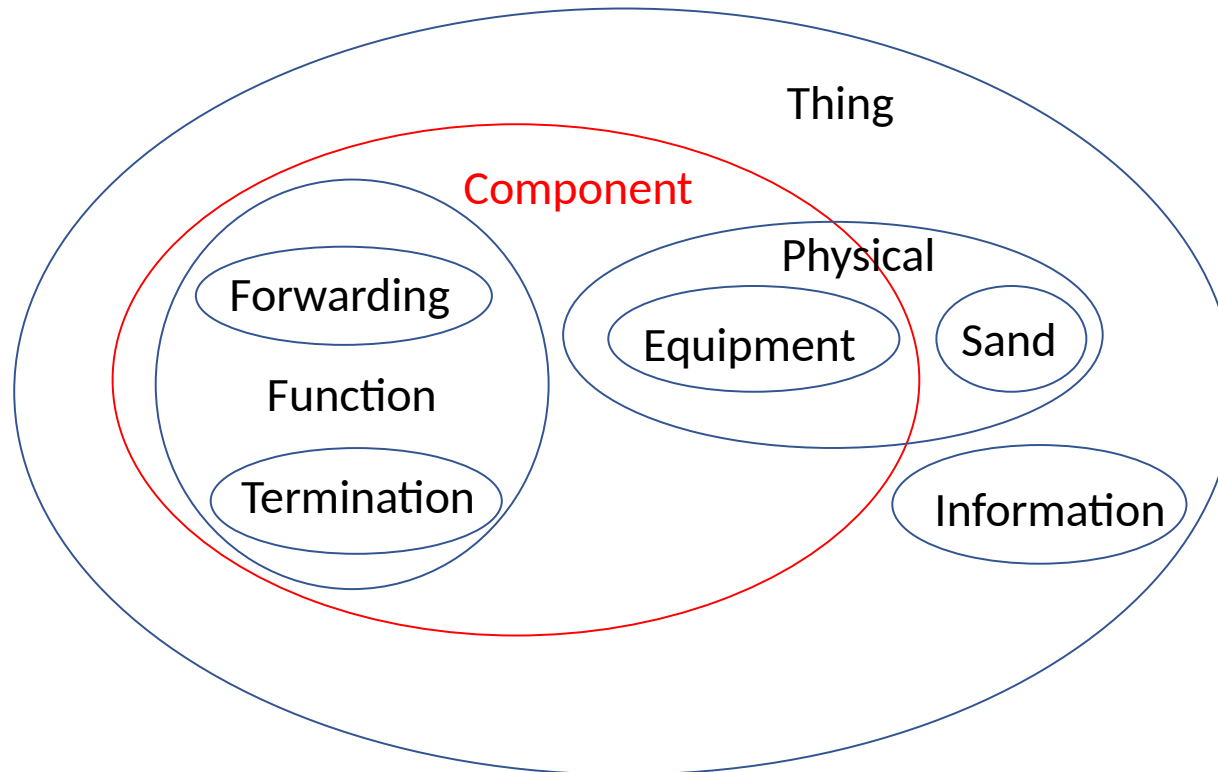 Thing
Component
Physical
Forwarding
Equipment
Sand
Function
Termination
Information